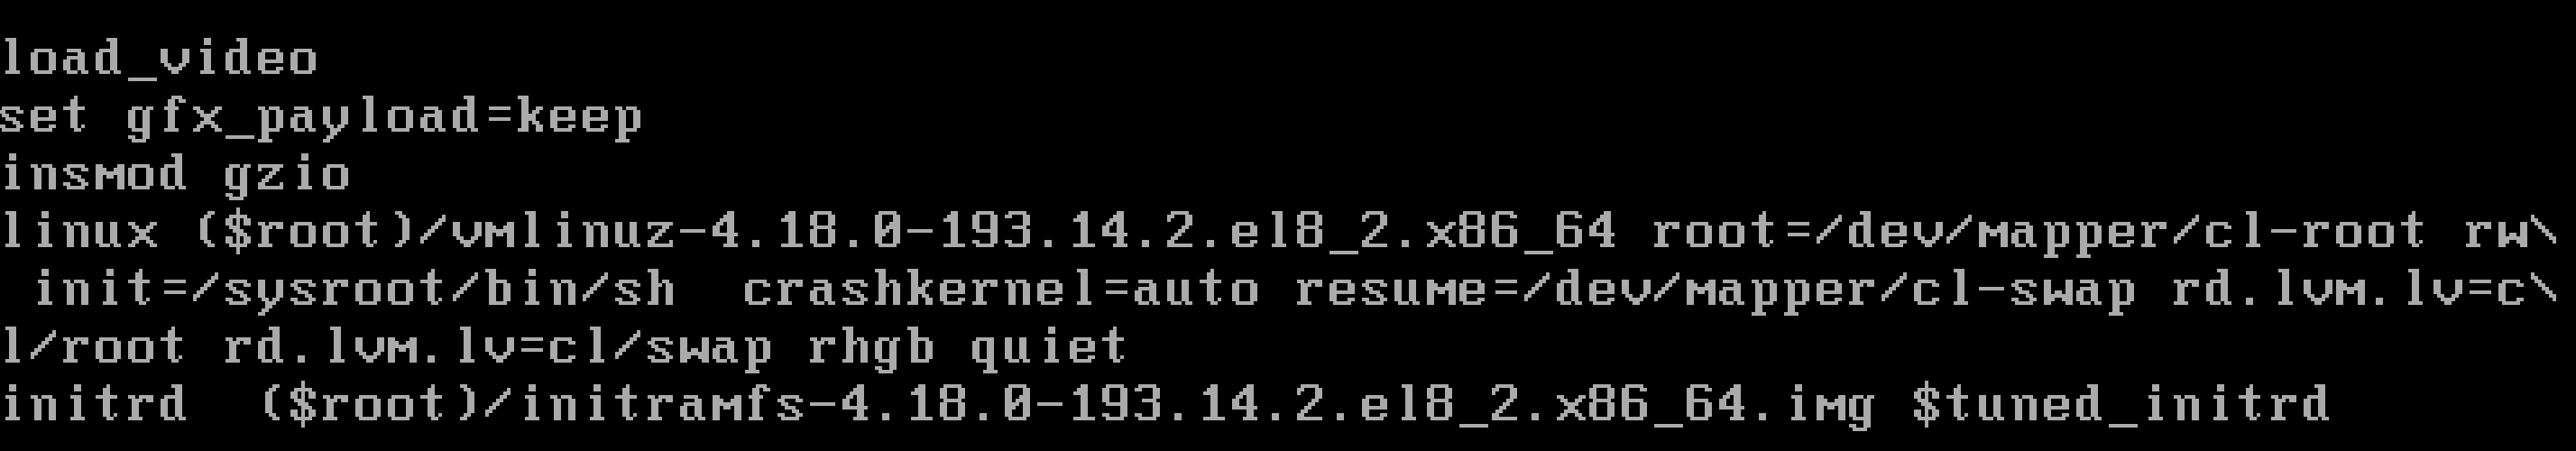 load_video
set gfx_payload=keep
insmod gzio
linux ($root)/vmlinuz-4.18.0-193.14.2.el8_2.x86_64 root=/dev/mapper/cl-root rw\
 init=/sysroot/bin/sh  crashkernel=auto resume=/dev/mapper/cl-swap rd.lvm.lv=c\
l/root rd.lvm.lv=cl/swap rhgb quiet
initrd  ($root)/initramfs-4.18.0-193.14.2.el8_2.x86_64.img $tuned_initrd